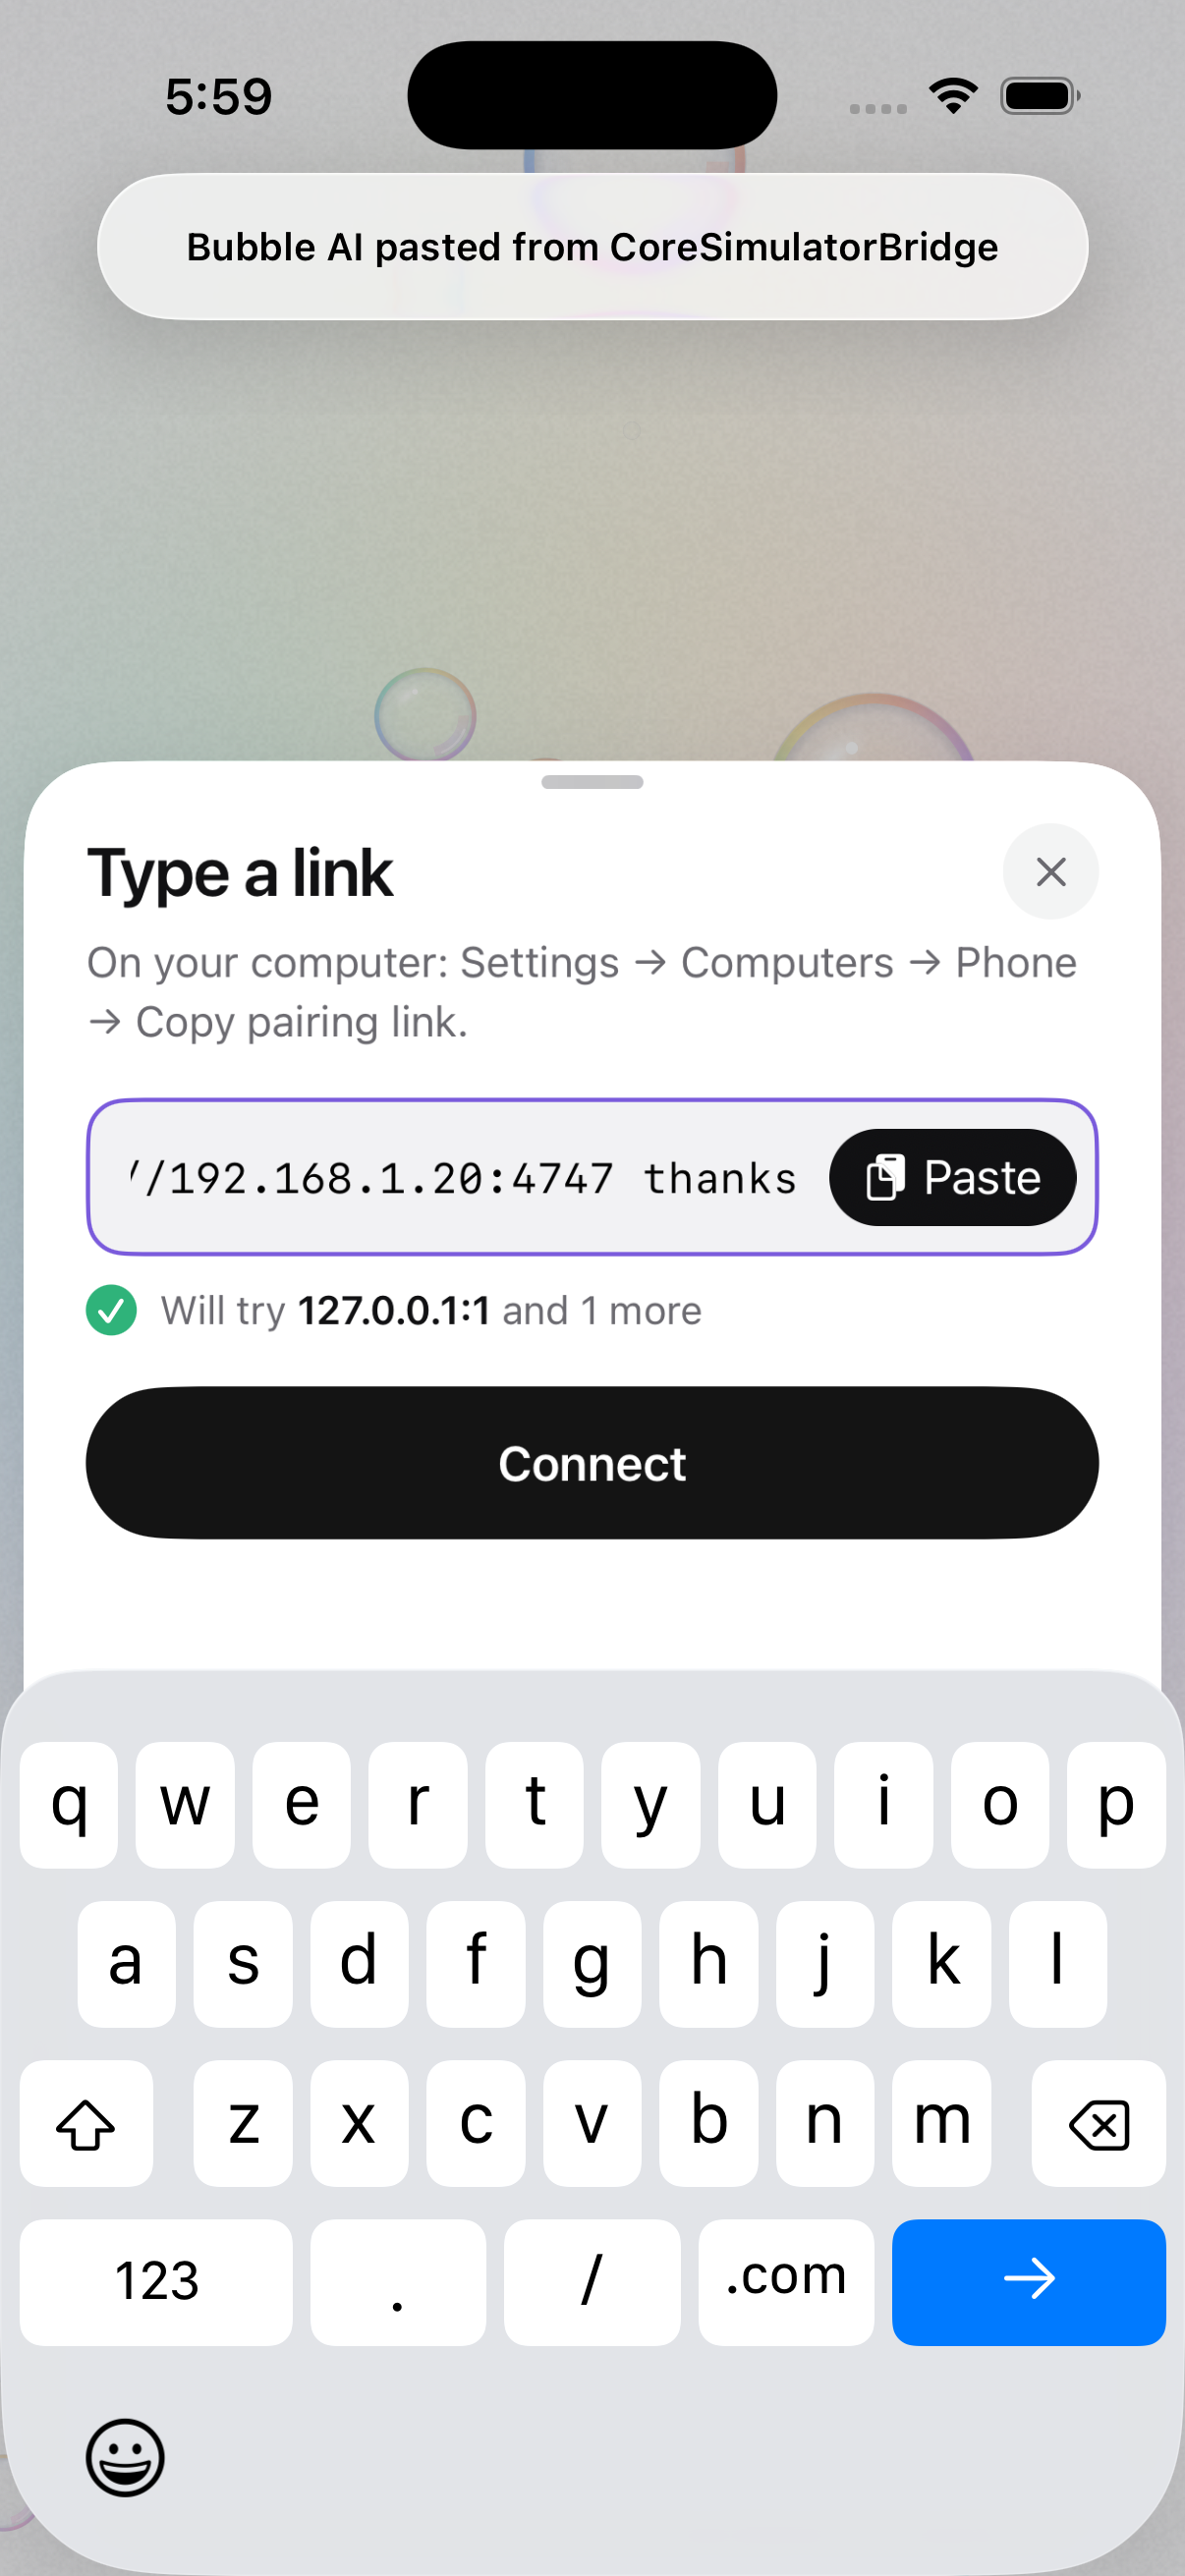 5:59
Bubble AI pasted from CoreSimulatorBridge
Type a link
On your computer: Settings → Computers → Phone
→ Copy pairing link.
//192.168.1.20:4747 thanks
Paste
Will try 127.0.0.1:1 and 1 more
Connect
q w e r t y u i o p
a s d f g h j k l
z x c v b n m
123 . / .com →